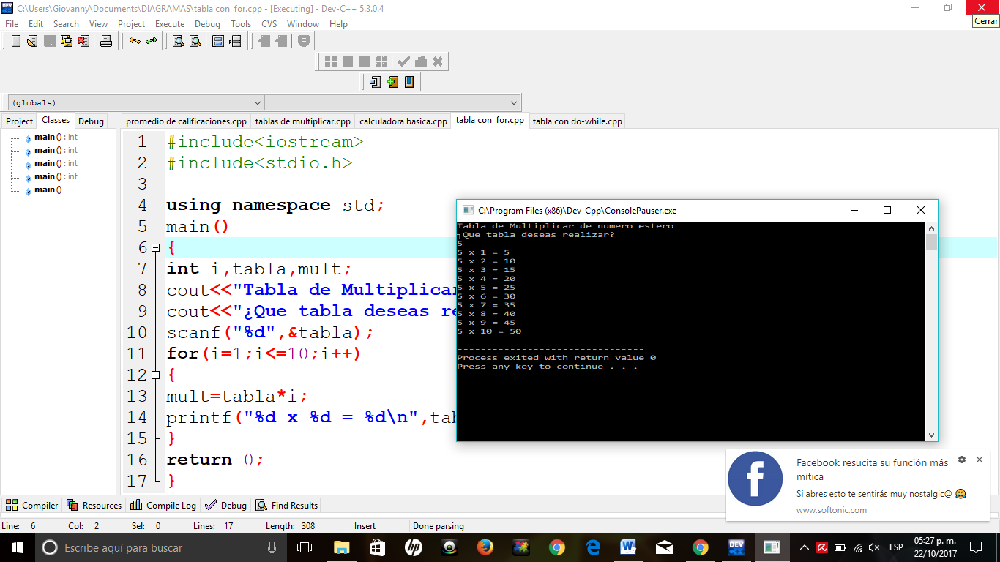 C:\Users\Giovanny\Documents\DIAGRAMAS\tabla con  for.cpp - [Executing] - Dev-C++ 5.3.0.4
Cerrar
File Edit Search View Project Execute Debug Tools CVS Window Help
(globals)
Project Classes Debug
promedio de calificaciones.cpp tablas de multiplicar.cpp calculadora basica.cpp tabla con  for.cpp tabla con do-while.cpp
main () : int
main () : int
main () : int
main () : int
main ()
1 #include<iostream>
2 #include<stdio.h>
3
4 using namespace std;
5 main()
6 {
7 int i,tabla,mult;
8 cout<<"Tabla de Multiplicar
9 cout<<"¿Que tabla deseas re
10 scanf("%d",&tabla);
11 for(i=1;i<=10;i++)
12 {
13 mult=tabla*i;
14 printf("%d x %d = %d\n",tab
15 }
16 return 0;
17 }
C:\Program Files (x86)\Dev-Cpp\ConsolePauser.exe
Tabla de Multiplicar de numero estero
┐Que tabla deseas realizar?
5
5 x 1 = 5
5 x 2 = 10
5 x 3 = 15
5 x 4 = 20
5 x 5 = 25
5 x 6 = 30
5 x 7 = 35
5 x 8 = 40
5 x 9 = 45
5 x 10 = 50
--------------------------------
Process exited with return value 0
Press any key to continue . . .
Facebook resucita su función más
mítica
Si abres esto te sentirás muy nostalgic@ 😭
www.softonic.com
Compiler Resources Compile Log Debug Find Results
Line: 6 Col: 2 Sel: 0 Lines: 17 Length: 308 Insert Done parsing
Escribe aquí para buscar
ESP
05:27 p. m.
22/10/2017